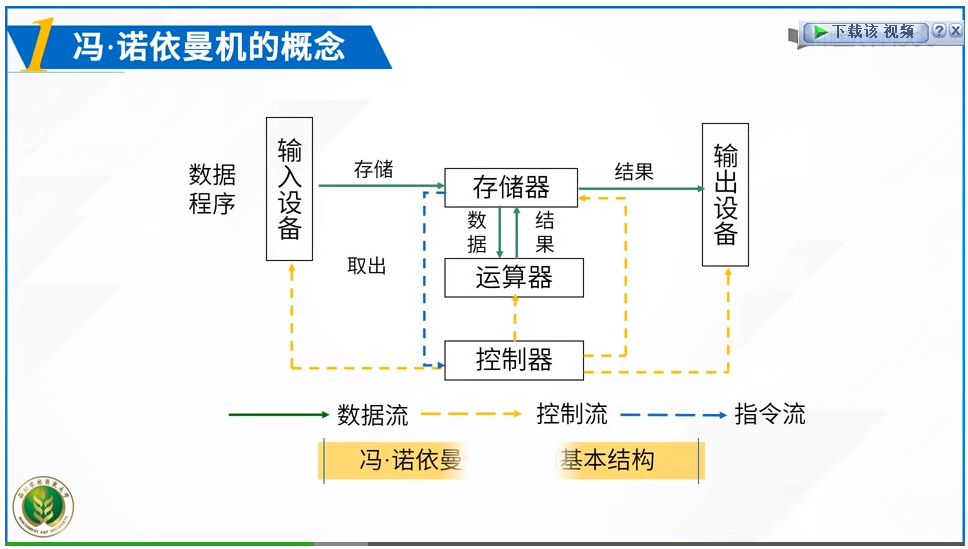 1 冯·诺依曼机的概念
下载该 视频
数据
程序
输入设备
存储
取出
存储器
数据
结果
运算器
控制器
结果
输出设备
数据流
控制流
指令流
冯·诺依曼
基本结构